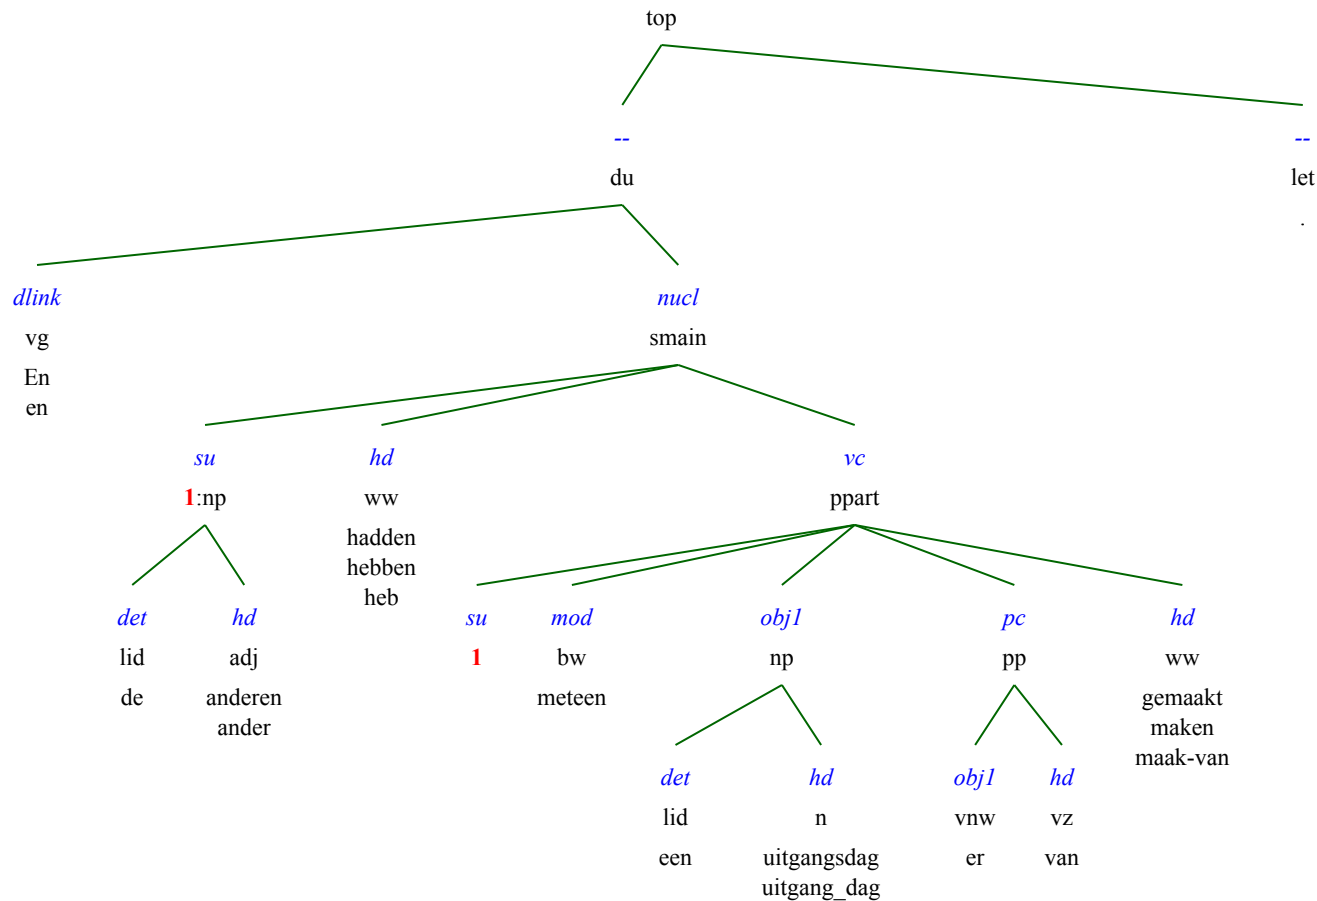 top
-- --
du let
.
dlink nucl
vg smain
En
en
su hd vc
1:np ww ppart
hadden
hebben
heb
det hd su mod obj1 pc hd
lid adj 1 bw np pp ww
de anderen meteen gemaakt
ander maken
maak-van
det hd obj1 hd
lid n vnw vz
een uitgangsdag er van
uitgang_dag